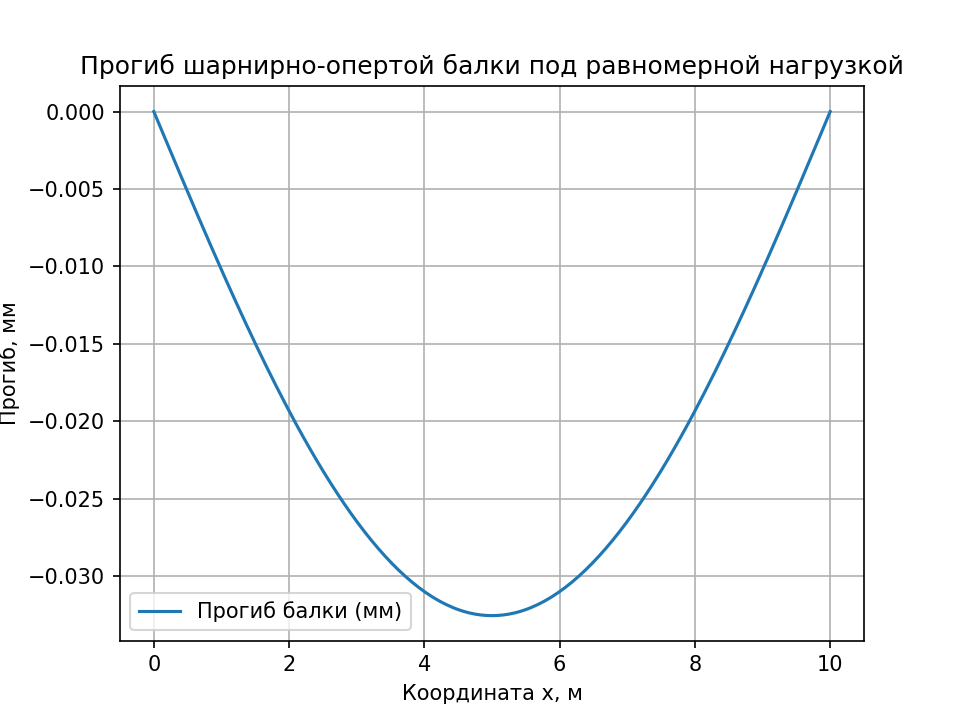 Прогиб шарнирно-опертой балки под равномерной нагрузкой
0.000
−0.005
−0.010
−0.015
−0.020
−0.025
−0.030
Прогиб, мм
Прогиб балки (мм)
0 2 4 6 8 10
Координата x, м